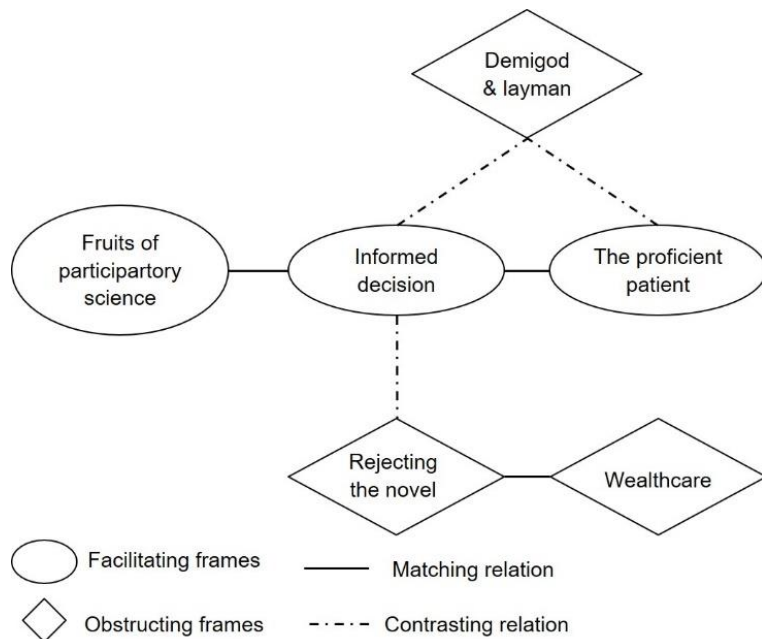 Demigod
& layman
Fruits of
participartory
science
Informed
decision
The proficient
patient
Rejecting
the novel
Wealthcare
Facilitating frames
Matching relation
Obstructing frames
Contrasting relation